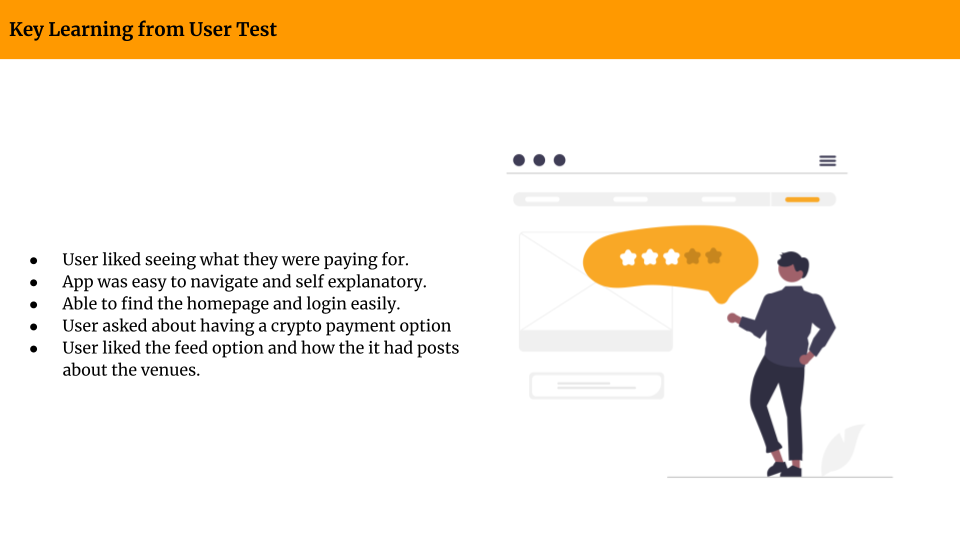 Key Learning from User Test
● User liked seeing what they were paying for.
● App was easy to navigate and self explanatory.
● Able to find the homepage and login easily.
● User asked about having a crypto payment option
● User liked the feed option and how the it had posts
about the venues.